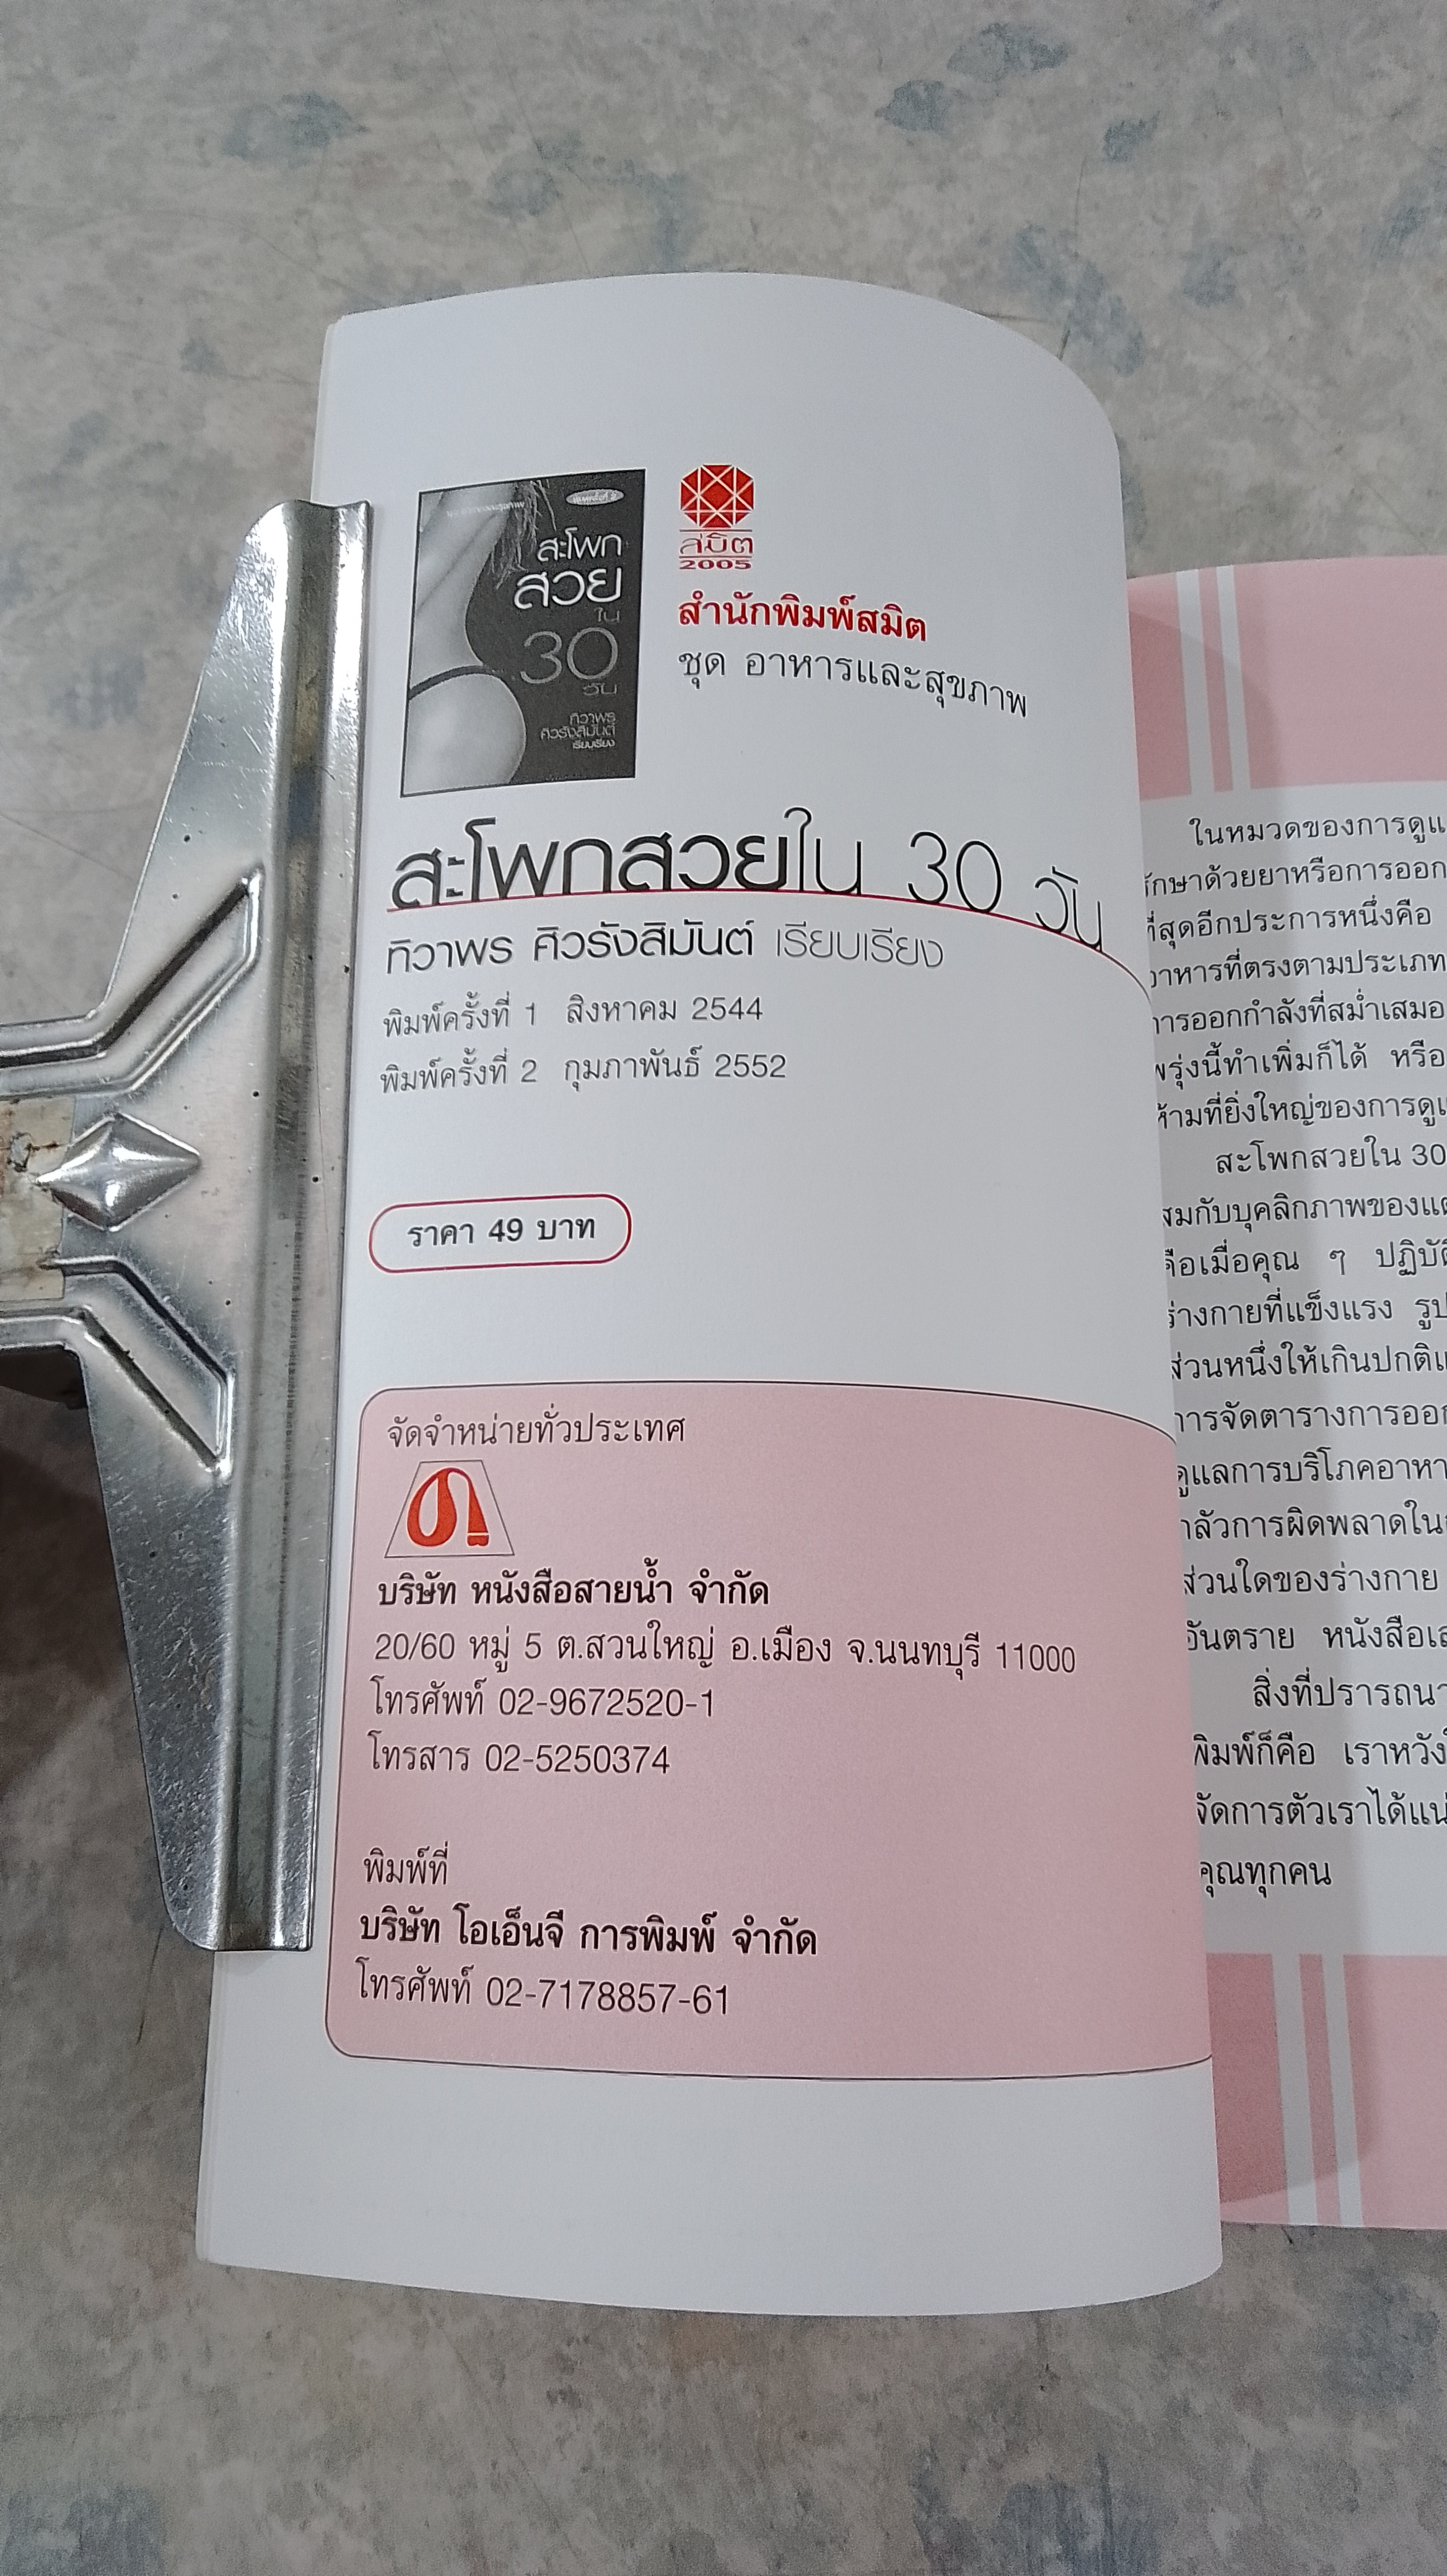 สะโพก
สวย
ใน
30
วัน
ทิวาพร
ศิวรังสิมันต์
เรียบเรียง
สมิต
2005
สำนักพิมพ์สมิต
ชุด อาหารและสุขภาพ
สะโพกสวยใน 30 วัน
ทิวาพร ศิวรังสิมันต์ เรียบเรียง
พิมพ์ครั้งที่ 1 สิงหาคม 2544
พิมพ์ครั้งที่ 2 กุมภาพันธ์ 2552
ราคา 49 บาท
จัดจำหน่ายทั่วประเทศ
บริษัท หนังสือสายน้ำ จำกัด
20/60 หมู่ 5 ต.สวนใหญ่ อ.เมือง จ.นนทบุรี 11000
โทรศัพท์ 02-9672520-1
โทรสาร 02-5250374
พิมพ์ที่
บริษัท โอเอ็นจี การพิมพ์ จำกัด
โทรศัพท์ 02-7178857-61
ในหมวดของการดูแ
รักษาด้วยยาหรือการออก
ที่สุดอีกประการหนึ่งคือ
อาหารที่ตรงตามประเภท
การออกกำลังที่สม่ำเสมอ
พรุ่งนี้ทำเพิ่มก็ได้ หรือ
ห้ามที่ยิ่งใหญ่ของการดูแ
สะโพกสวยใน 30
สมกับบุคลิกภาพของแต
คือเมื่อคุณ ๆ ปฏิบัติ
ร่างกายที่แข็งแรง รูป
ส่วนหนึ่งให้เกินปกติแ
การจัดตารางการออก
ดูแลการบริโภคอาหา
กลัวการผิดพลาดใน
ส่วนใดของร่างกาย
อันตราย หนังสือเล
สิ่งที่ปรารถนา
พิมพ์ก็คือ เราหวัง
จัดการตัวเราได้แน่
คุณทุกคน